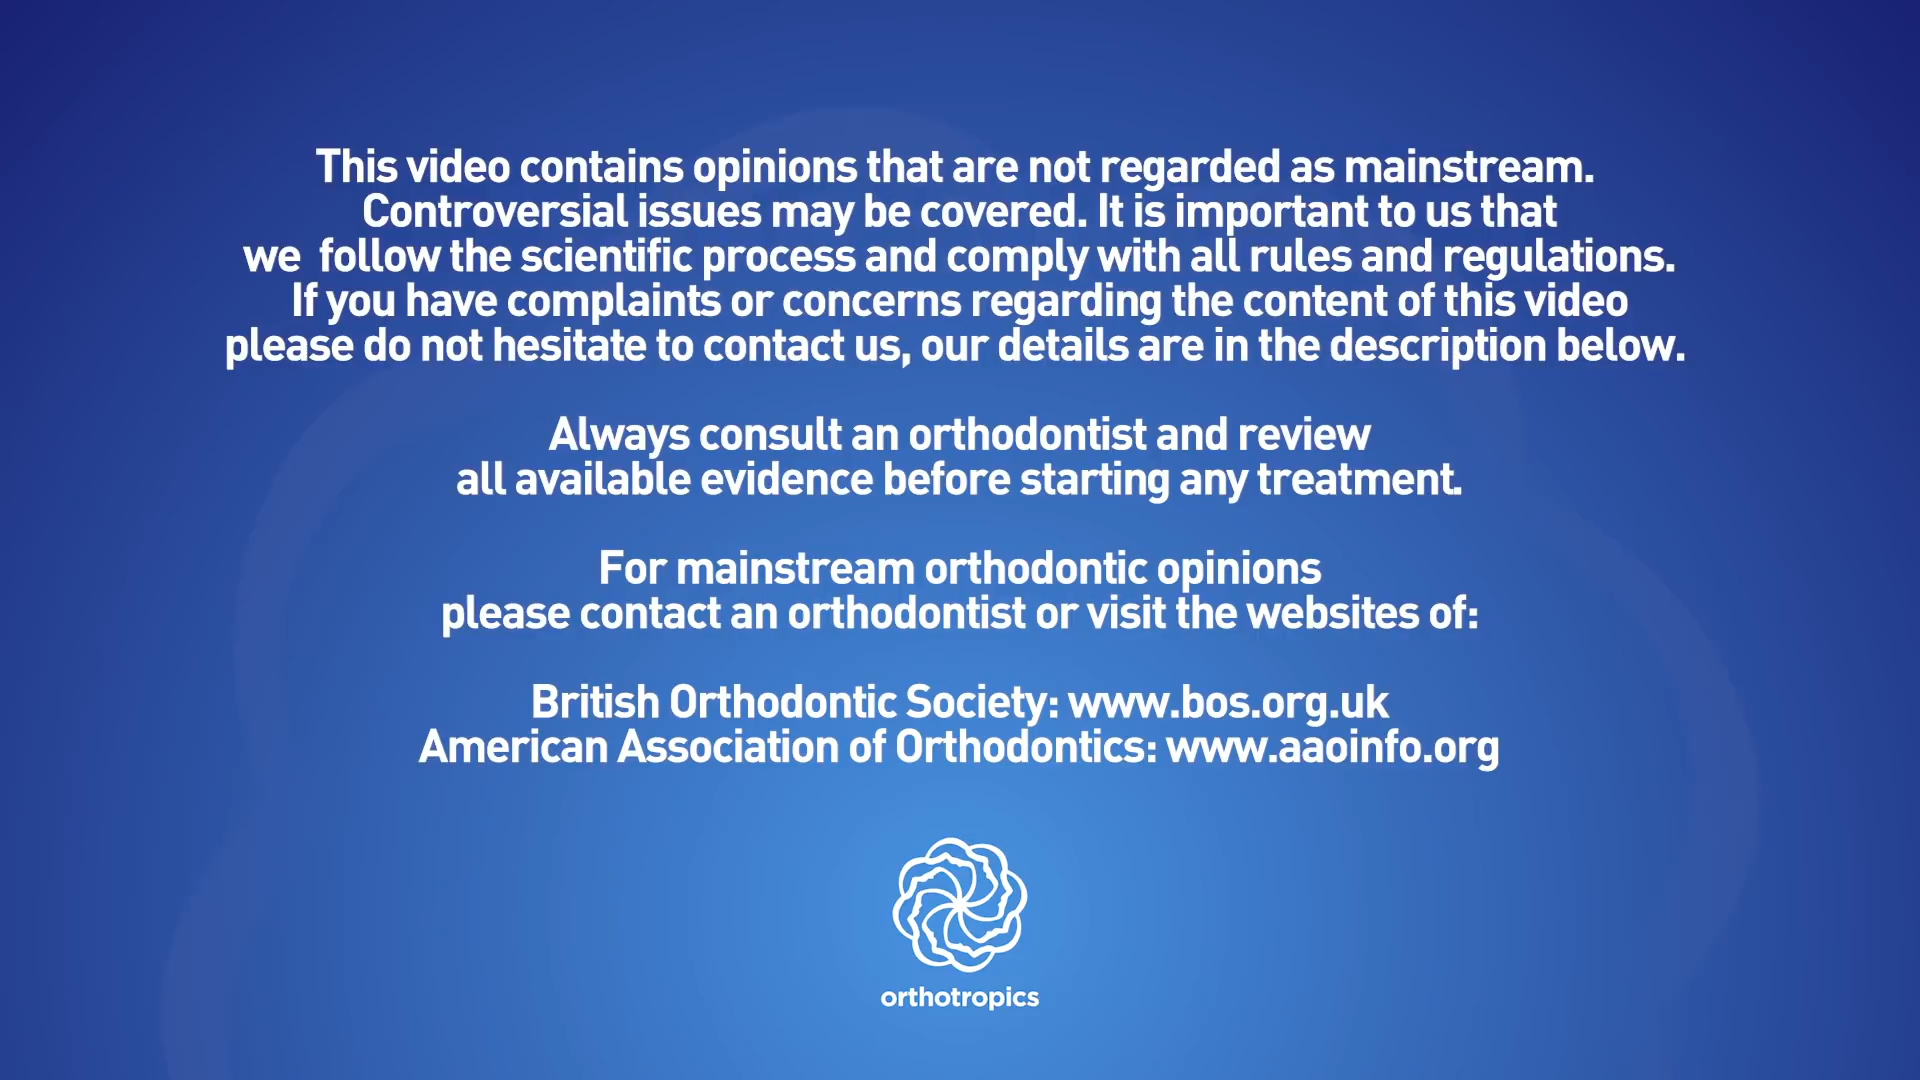 This video contains opinions that are not regarded as mainstream.
Controversial issues may be covered. It is important to us that
we  follow the scientific process and comply with all rules and regulations.
If you have complaints or concerns regarding the content of this video
please do not hesitate to contact us, our details are in the description below.
Always consult an orthodontist and review
all available evidence before starting any treatment.
For mainstream orthodontic opinions
please contact an orthodontist or visit the websites of:
British Orthodontic Society: www.bos.org.uk
American Association of Orthodontics: www.aaoinfo.org
orthotropics